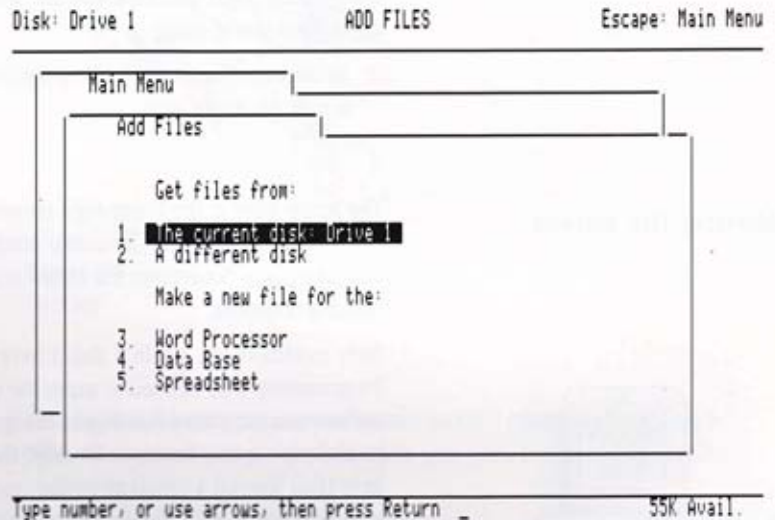 Disk: Drive 1 ADD FILES Escape: Main Menu
Main Menu
Add Files
Get files from:
1. The current disk: Drive 1
2. A different disk
Make a new file for the:
3. Word Processor
4. Data Base
5. Spreadsheet
Type number, or use arrows, then press Return _ 55K Avail.